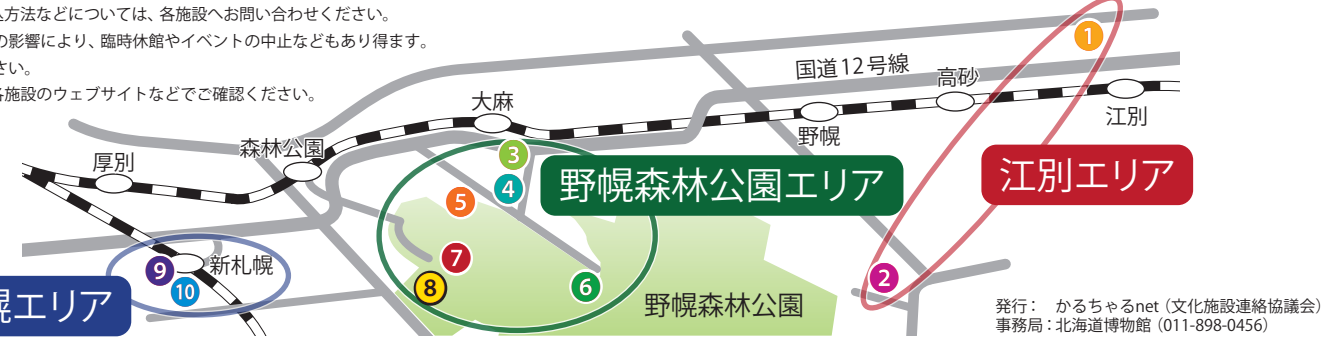 方法などについては、各施設へお問い合わせください。
の影響により、臨時休館やイベントの中止などもあり得ます。
さい。
各施設のウェブサイトなどでご確認ください。
1
国道12号線
高砂
江別
大麻
野幌
森林公園
厚別
3
野幌森林公園エリア
江別エリア
4
5
7
9
新札幌
2
8
6
10
幌エリア
野幌森林公園
発行： かるちゃるnet（文化施設連絡協議会）
事務局：北海道博物館（011-898-0456）